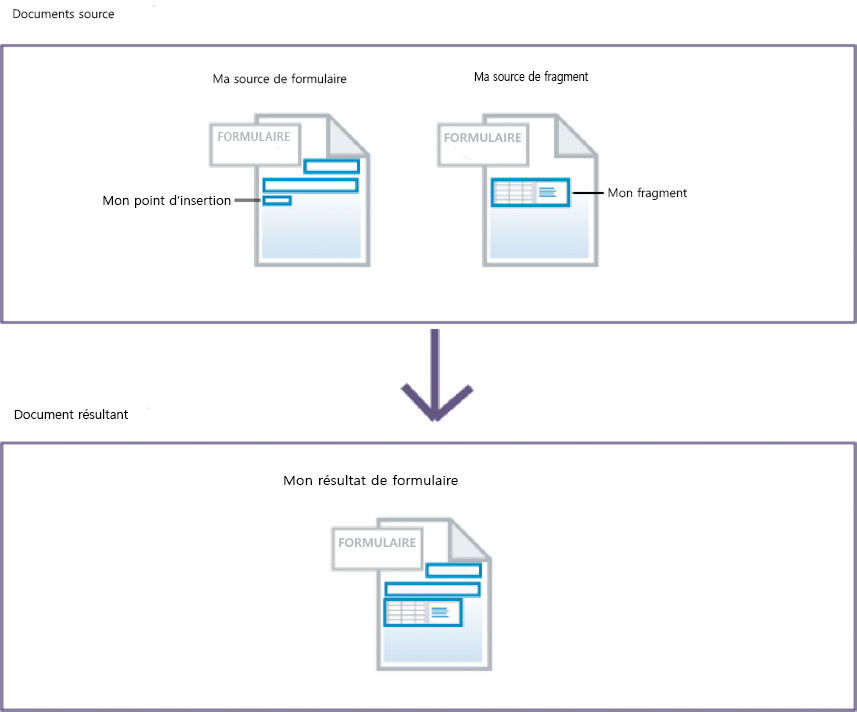 Documents source
Ma source de formulaire
Ma source de fragment
FORMULAIRE
FORMULAIRE
Mon point d'insertion
Mon fragment
Document résultant
Mon résultat de formulaire
FORMULAIRE